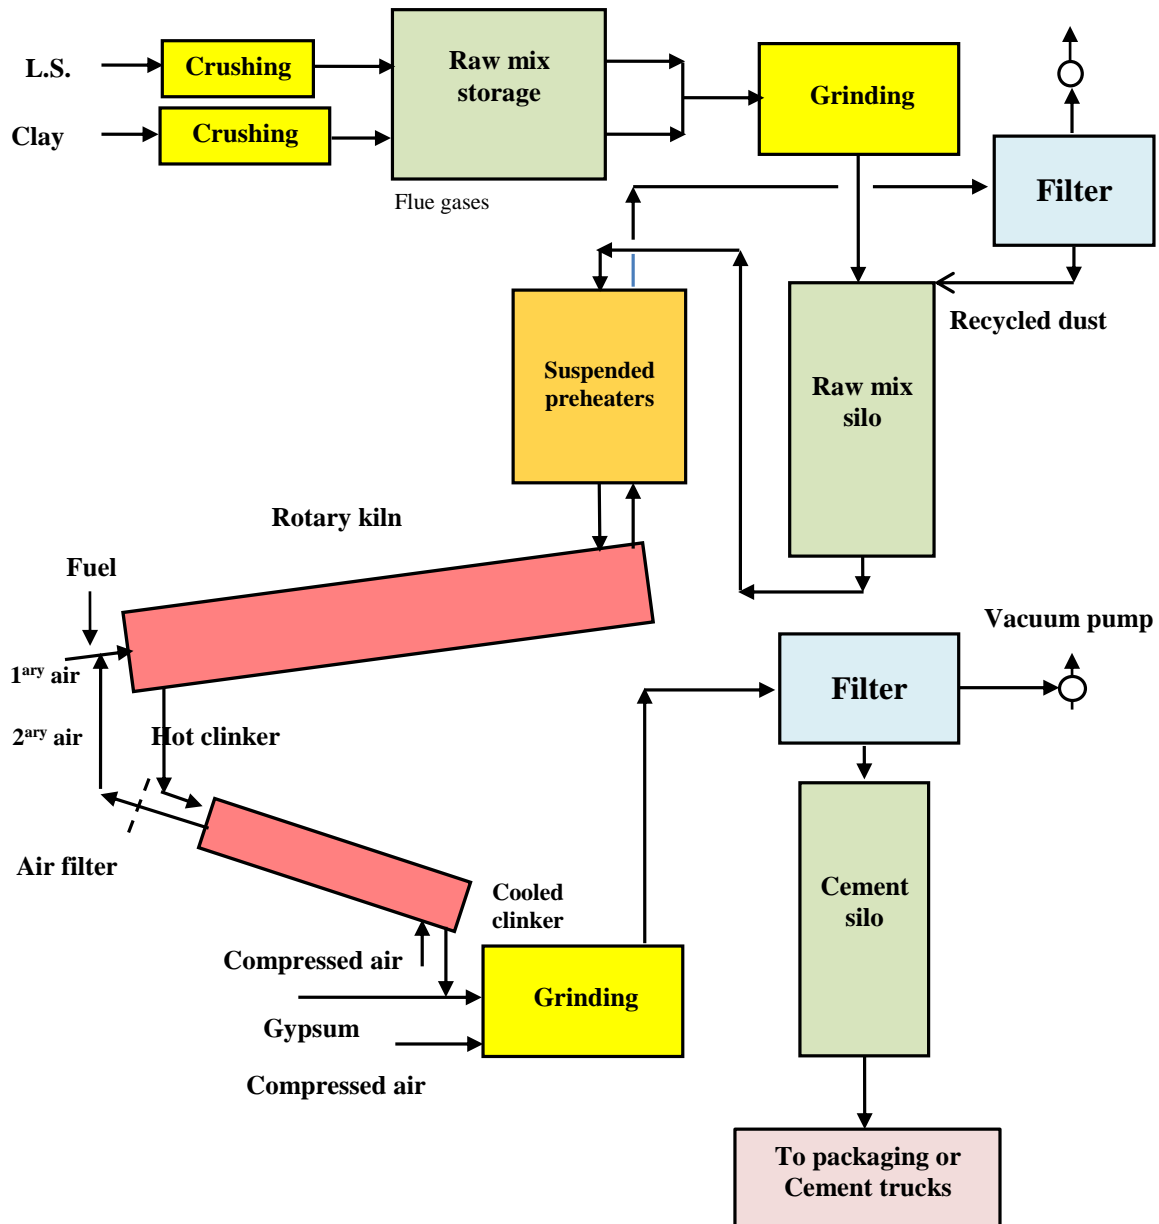 L.S.
Crushing
Raw mix
storage
Grinding
Clay
Crushing
Filter
Flue gases
Recycled dust
Suspended
preheaters
Raw mix
silo
Rotary kiln
Fuel
Vacuum pump
1ary air
Filter
2ary air
Hot clinker
Air filter
Cooled
clinker
Cement
silo
Compressed air
Grinding
Gypsum
Compressed air
To packaging or
Cement trucks